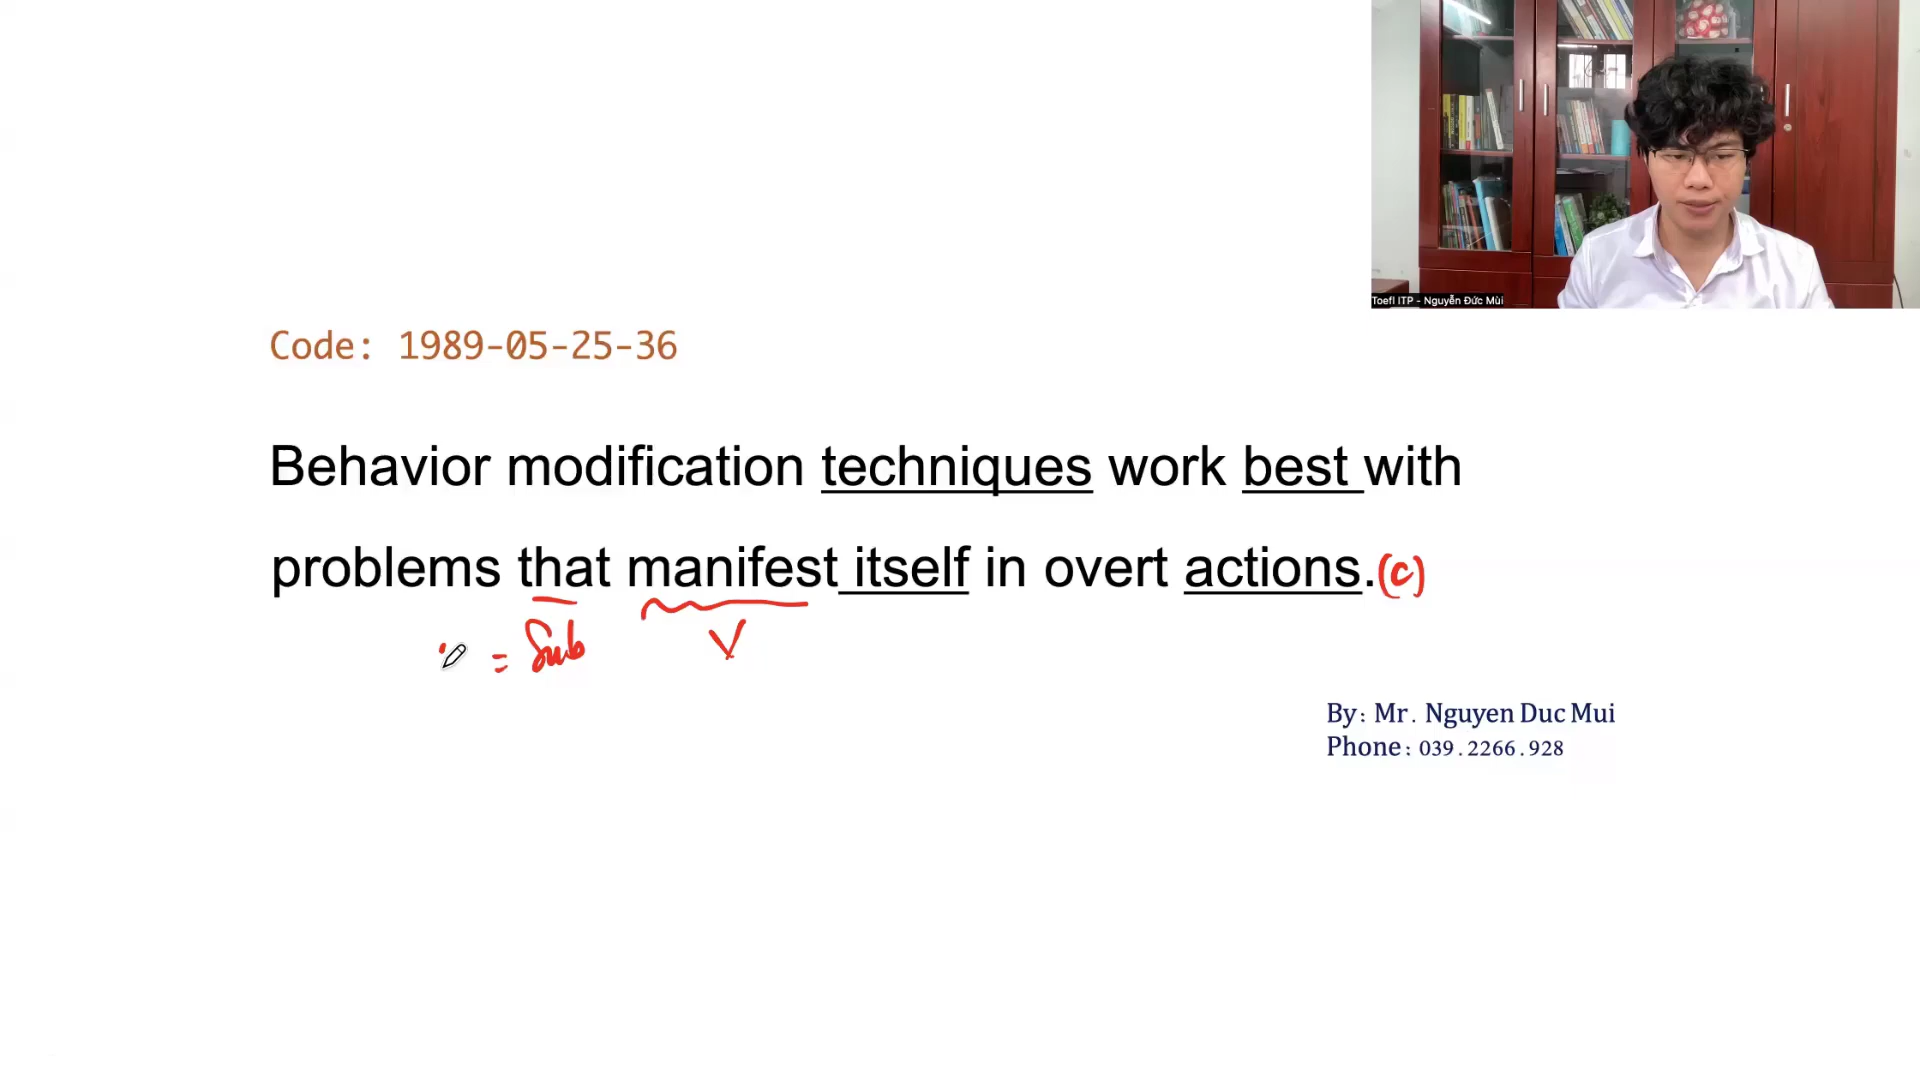 Toefl ITP - Nguyễn Đức Mùi
Code: 1989-05-25-36
Behavior modification techniques work best with
problems that manifest itself in overt actions.(c)
= Sub V
By: Mr. Nguyen Duc Mui
Phone: 039.2266.928